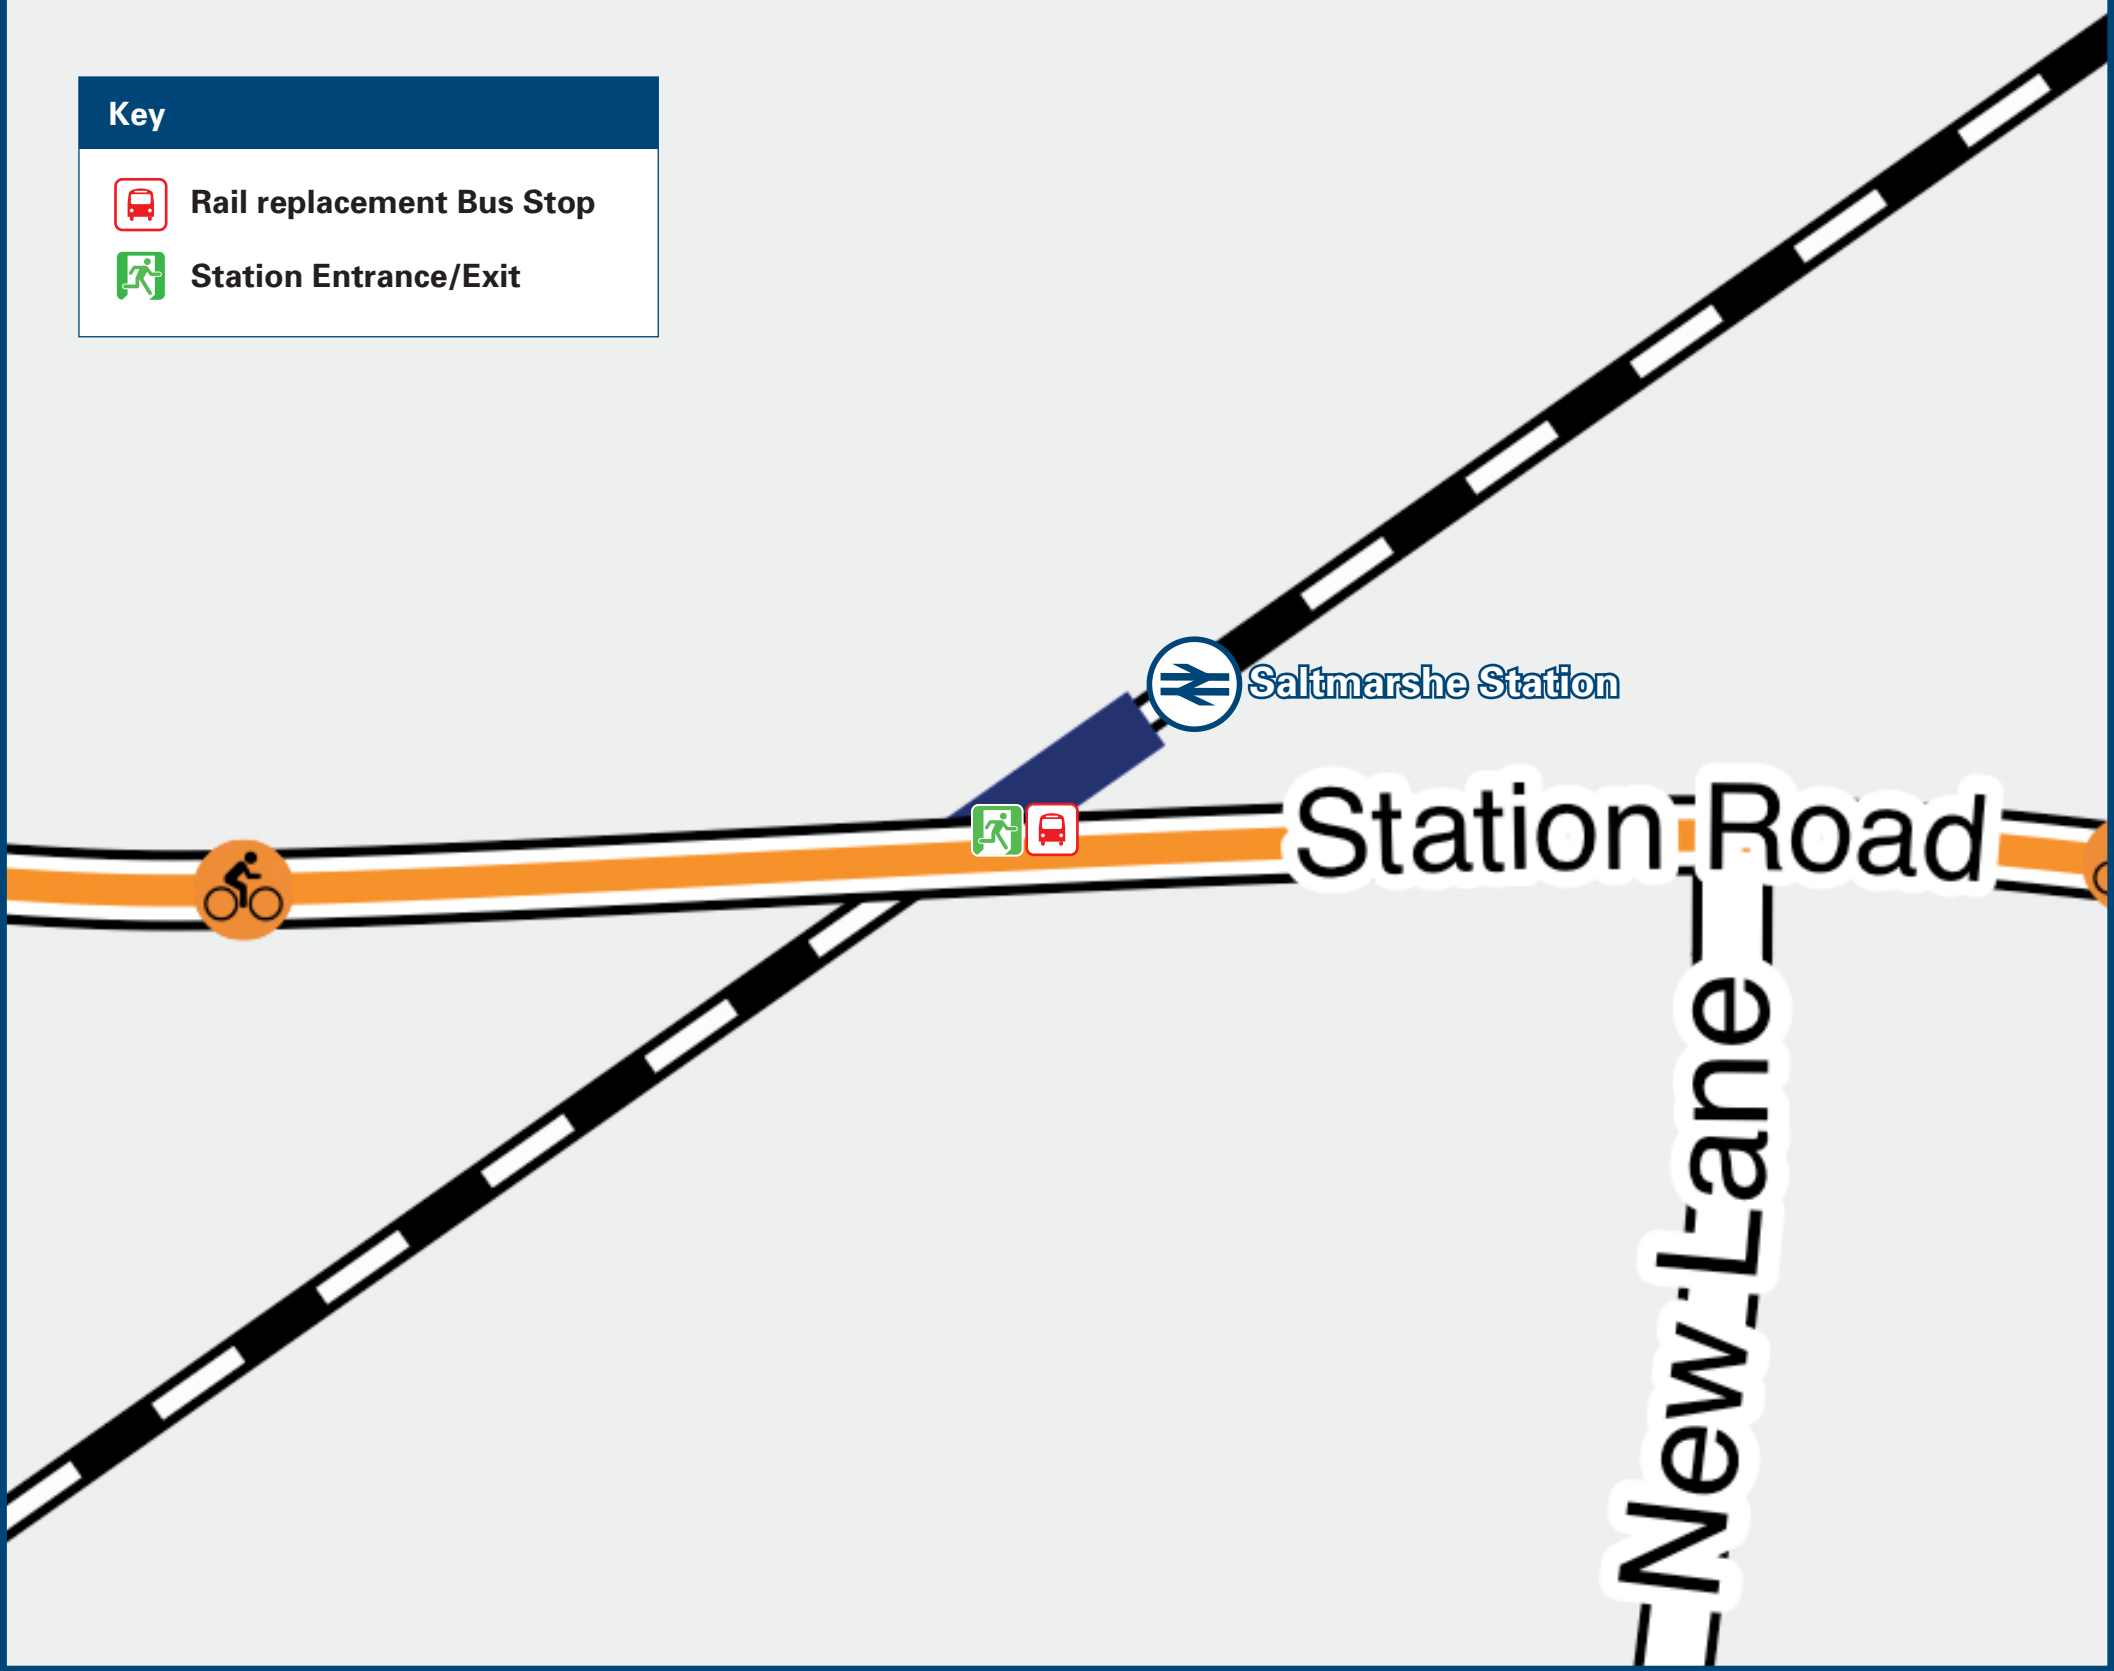 Key
Rail replacement Bus Stop
Station Entrance/Exit
Saltmarshe Station
Station Road
New Lane